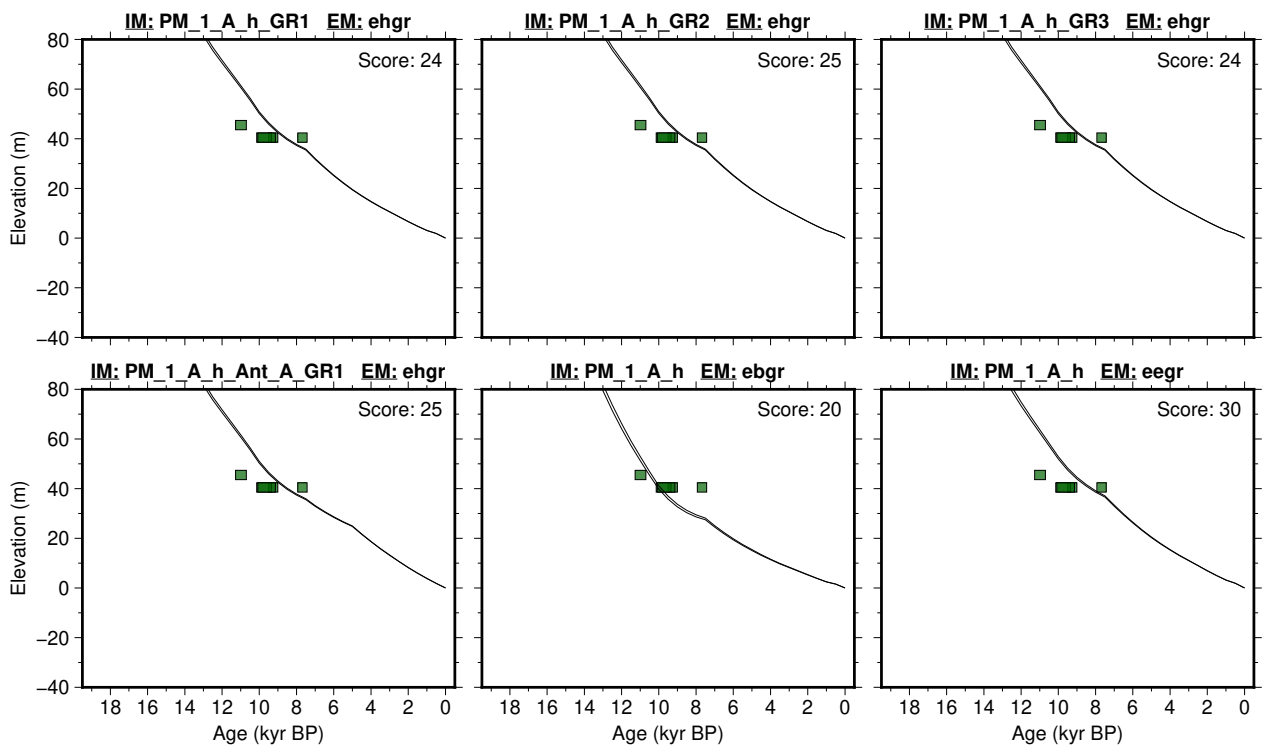 IM: PM_1_A_h_GR1 EM: ehgr
IM: PM_1_A_h_GR2 EM: ehgr
IM: PM_1_A_h_GR3 EM: ehgr
Score: 24
Score: 25
Score: 24
80
60
40
20
0
−20
−40
Elevation (m)
IM: PM_1_A_h_Ant_A_GR1 EM: ehgr
IM: PM_1_A_h EM: ebgr
IM: PM_1_A_h EM: eegr
Score: 25
Score: 20
Score: 30
80
60
40
20
0
−20
−40
Elevation (m)
18 16 14 12 10 8 6 4 2 0
18 16 14 12 10 8 6 4 2 0
18 16 14 12 10 8 6 4 2 0
Age (kyr BP)
Age (kyr BP)
Age (kyr BP)